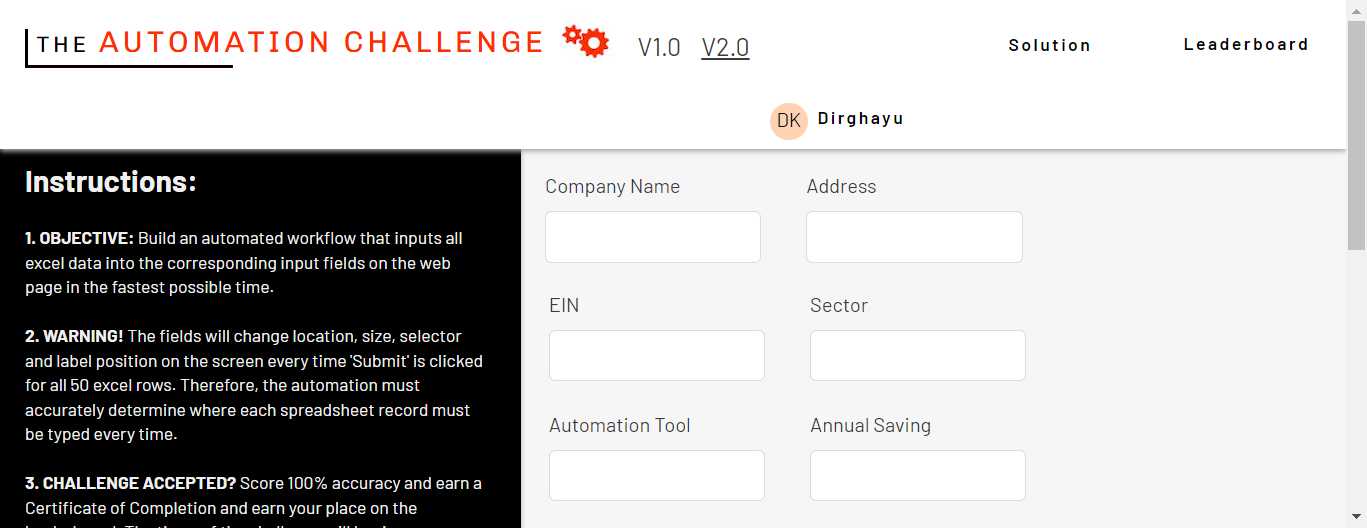 THE AUTOMATION CHALLENGE V1.0 V2.0 Solution Leaderboard
DK Dirghayu
Instructions:
1. OBJECTIVE: Build an automated workflow that inputs all
excel data into the corresponding input fields on the web
page in the fastest possible time.
2. WARNING! The fields will change location, size, selector
and label position on the screen every time 'Submit' is clicked
for all 50 excel rows. Therefore, the automation must
accurately determine where each spreadsheet record must
be typed every time.
3. CHALLENGE ACCEPTED? Score 100% accuracy and earn a
Certificate of Completion and earn your place on the
Company Name Address
EIN Sector
Automation Tool Annual Saving